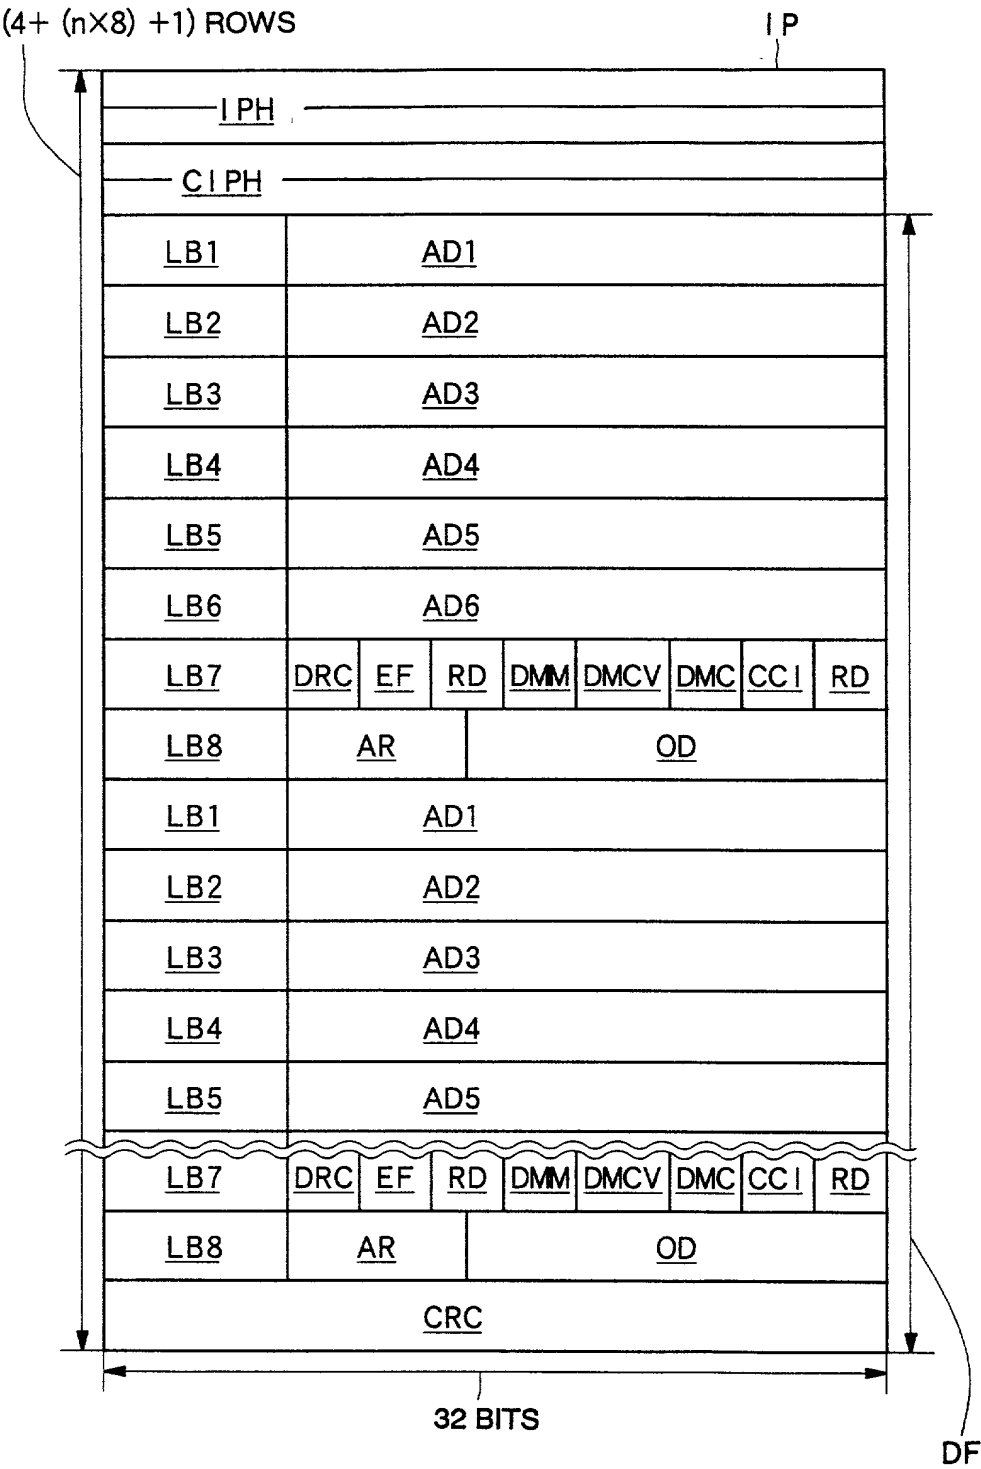 (4+ (n×8) +1) ROWS
IP
IPH
CIPH
LB1 AD1
LB2 AD2
LB3 AD3
LB4 AD4
LB5 AD5
LB6 AD6
LB7 DRC EF RD DMM DMCV DMC CCI RD
LB8 AR OD
LB1 AD1
LB2 AD2
LB3 AD3
LB4 AD4
LB5 AD5
LB7 DRC EF RD DMM DMCV DMC CCI RD
LB8 AR OD
CRC
32 BITS
DF